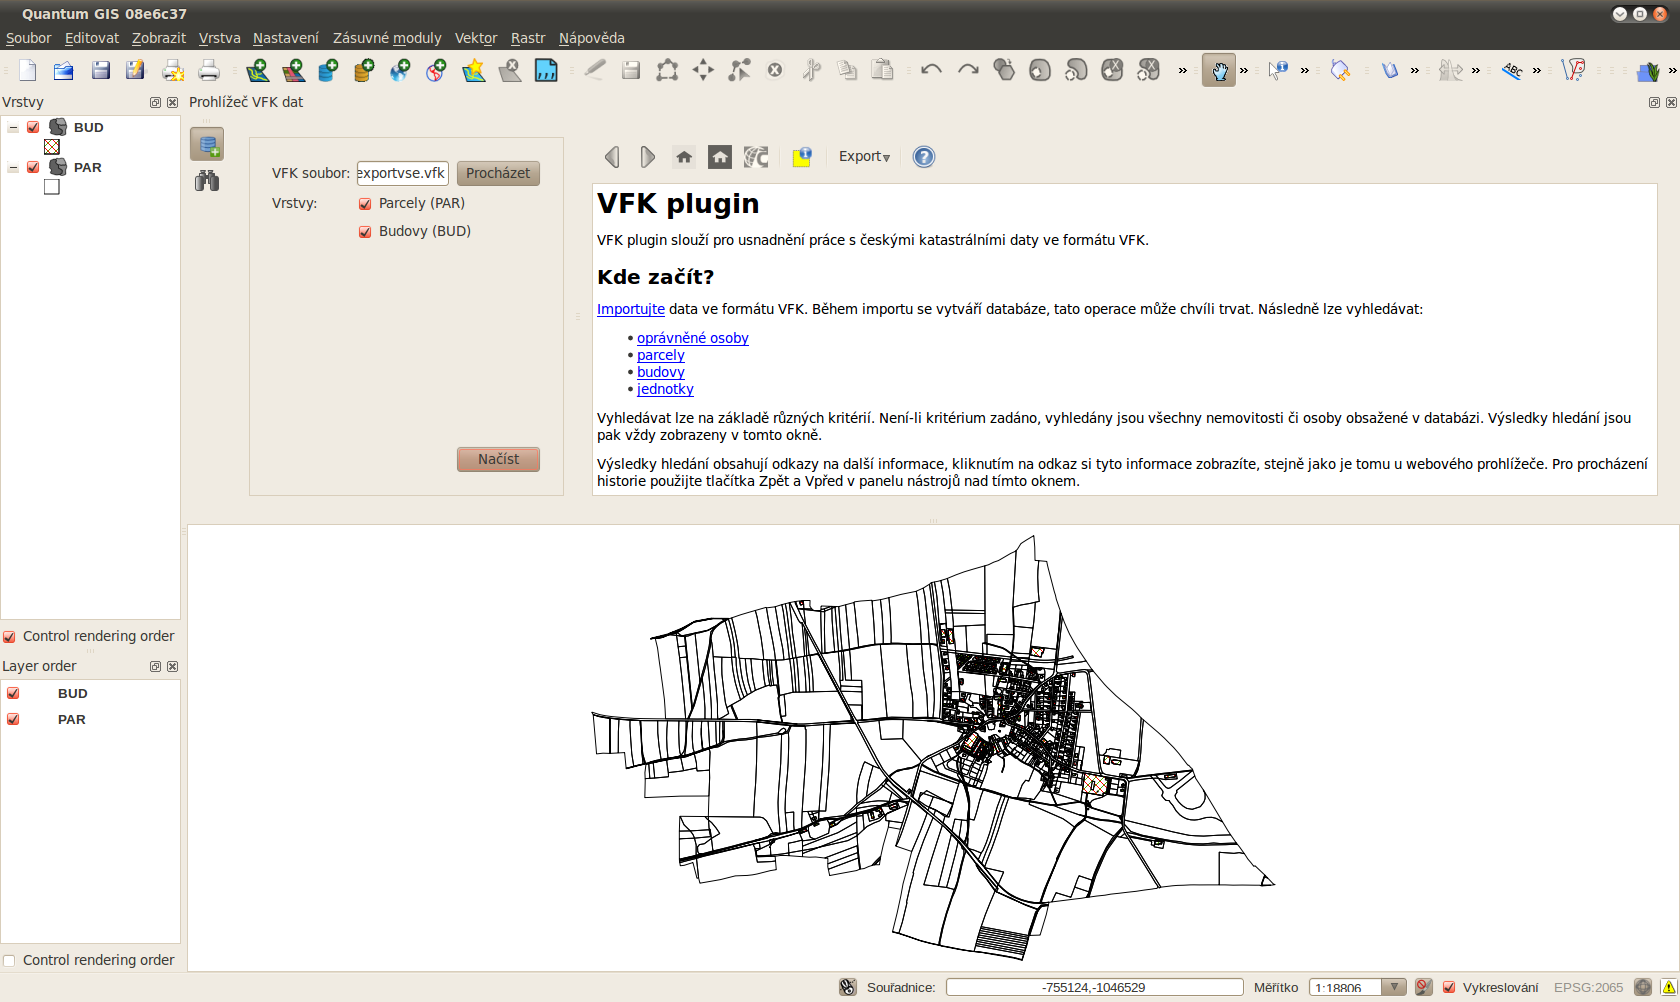 Quantum GIS 08e6c37
Soubor Editovat Zobrazit Vrstva Nastavení Zásuvné moduly Vektor Rastr Nápověda
Vrstvy
BUD
PAR
Control rendering order
Layer order
BUD
PAR
Control rendering order
Prohlížeč VFK dat
VFK soubor: exportvse.vfk Procházet
Vrstvy: Parcely (PAR)
Budovy (BUD)
Načíst
Export
VFK plugin
VFK plugin slouží pro usnadnění práce s českými katastrálními daty ve formátu VFK.
Kde začít?
Importujte data ve formátu VFK. Během importu se vytváří databáze, tato operace může chvíli trvat. Následně lze vyhledávat:
• oprávněné osoby
• parcely
• budovy
• jednotky
Vyhledávat lze na základě různých kritérií. Není-li kritérium zadáno, vyhledány jsou všechny nemovitosti či osoby obsažené v databázi. Výsledky hledání jsou
pak vždy zobrazeny v tomto okně.
Výsledky hledání obsahují odkazy na další informace, kliknutím na odkaz si tyto informace zobrazíte, stejně jako je tomu u webového prohlížeče. Pro procházení
historie použijte tlačítka Zpět a Vpřed v panelu nástrojů nad tímto oknem.
Souřadnice: -755124,-1046529 Měřítko 1:18806 Vykreslování EPSG:2065